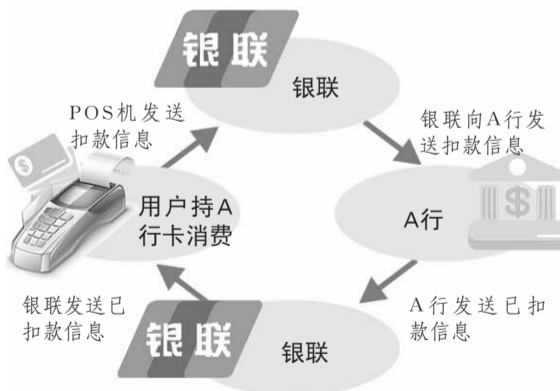 银联
银联
POS机发送
扣款信息
银联向A行发
送扣款信息
用户持A
行卡消费
A行
$
$
银联发送已
扣款信息
A行发送已扣
款信息
银联
银联